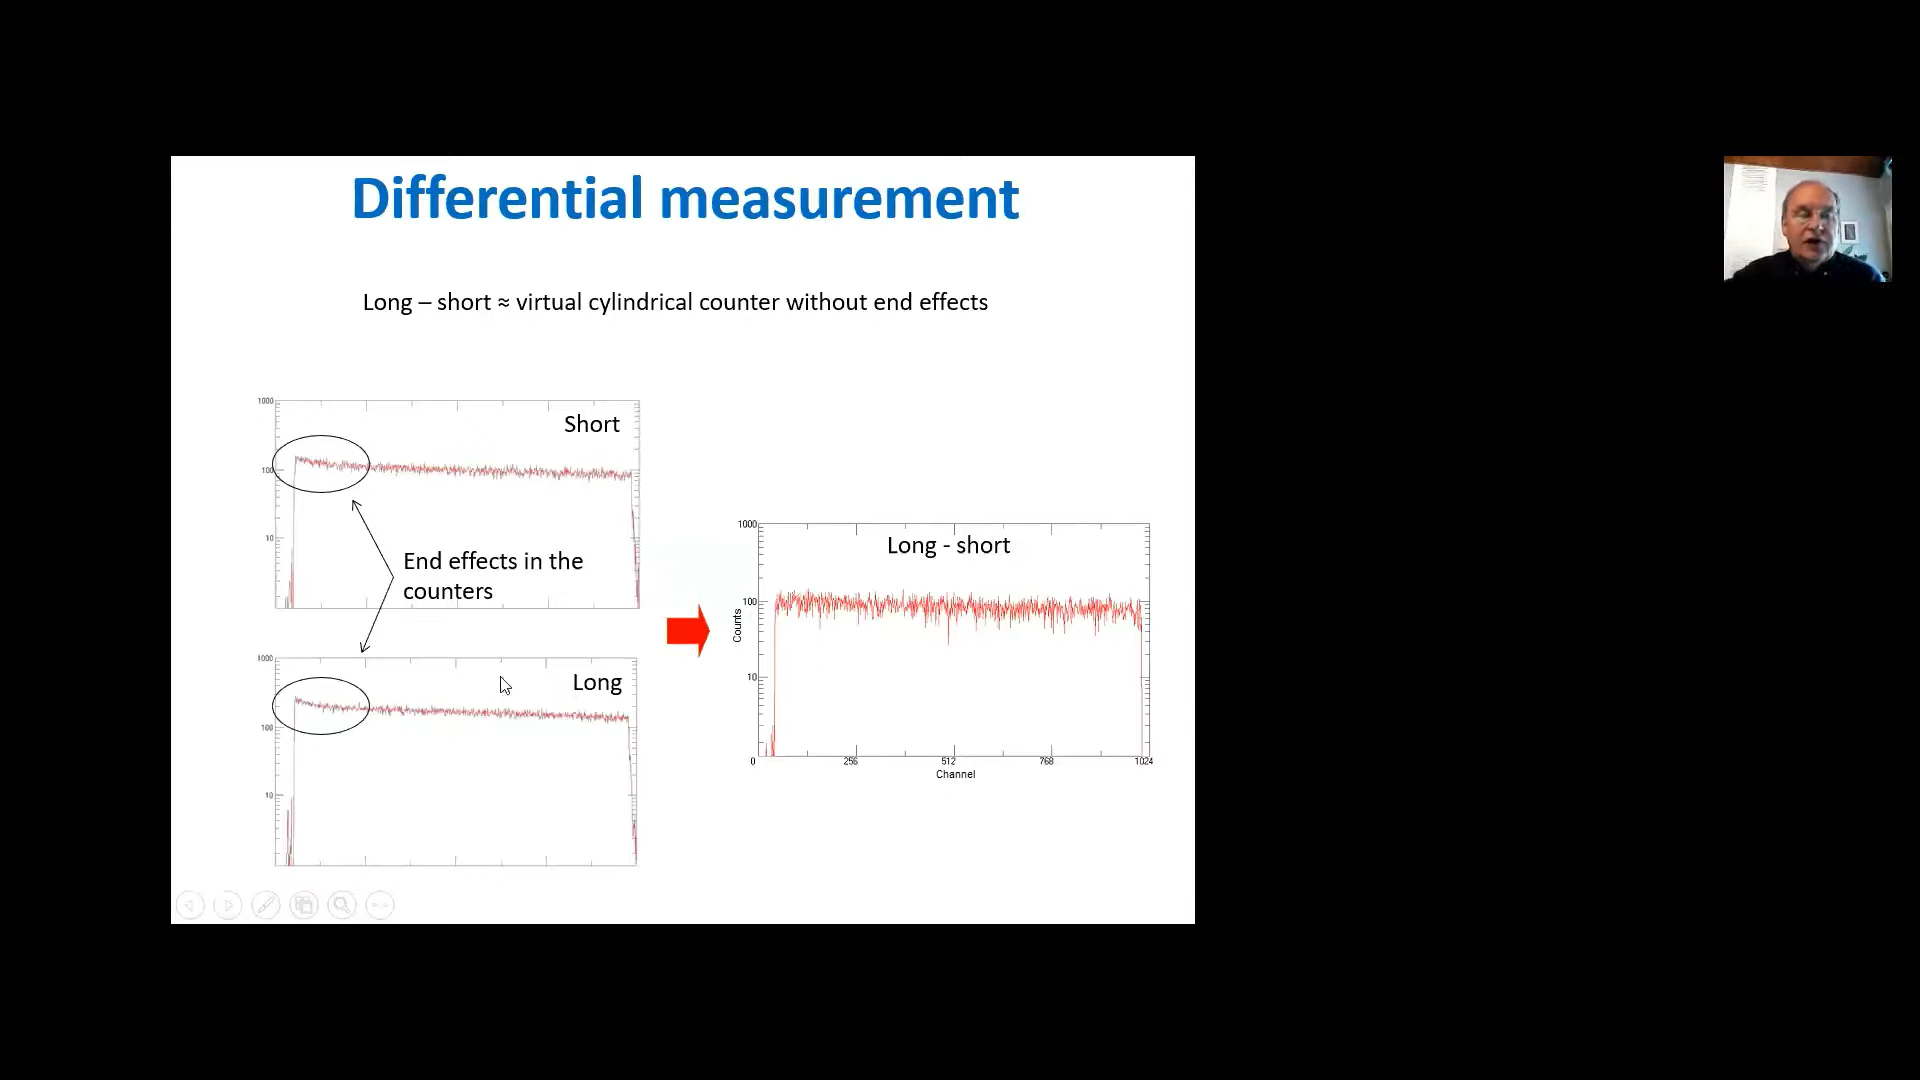 Differential measurement
Long – short ≈ virtual cylindrical counter without end effects
1000
Short
100
10
End effects in the
counters
1000
Long
100
10
1000
Long - short
100
Counts
10
0 256 512 768 1024
Channel